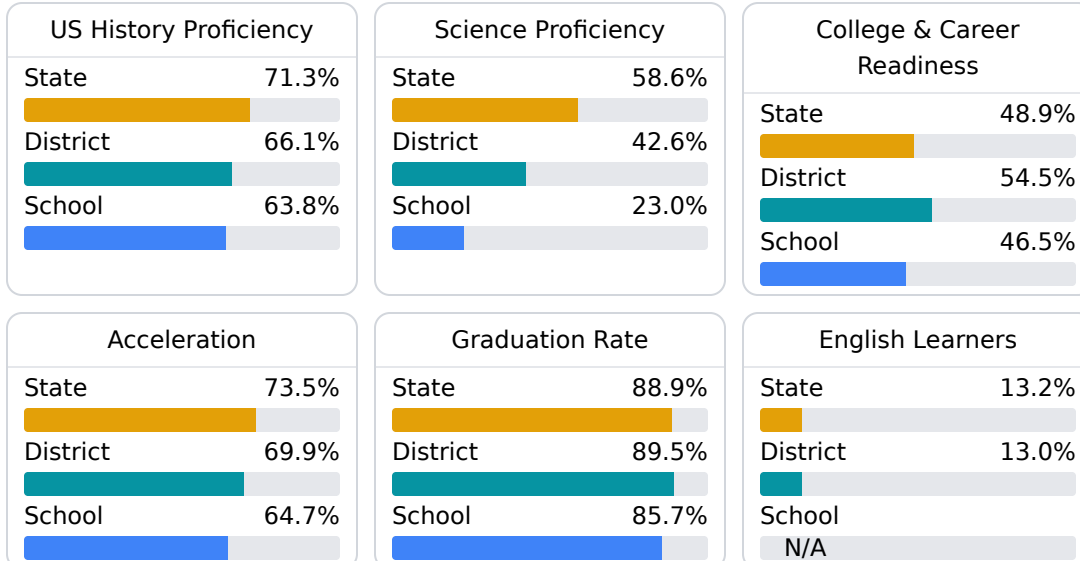 US History Proficiency
State 71.3%
District 66.1%
School 63.8%
Science Proficiency
State 58.6%
District 42.6%
School 23.0%
College & Career
Readiness
State 48.9%
District 54.5%
School 46.5%
Acceleration
State 73.5%
District 69.9%
School 64.7%
Graduation Rate
State 88.9%
District 89.5%
School 85.7%
English Learners
State 13.2%
District 13.0%
School
N/A